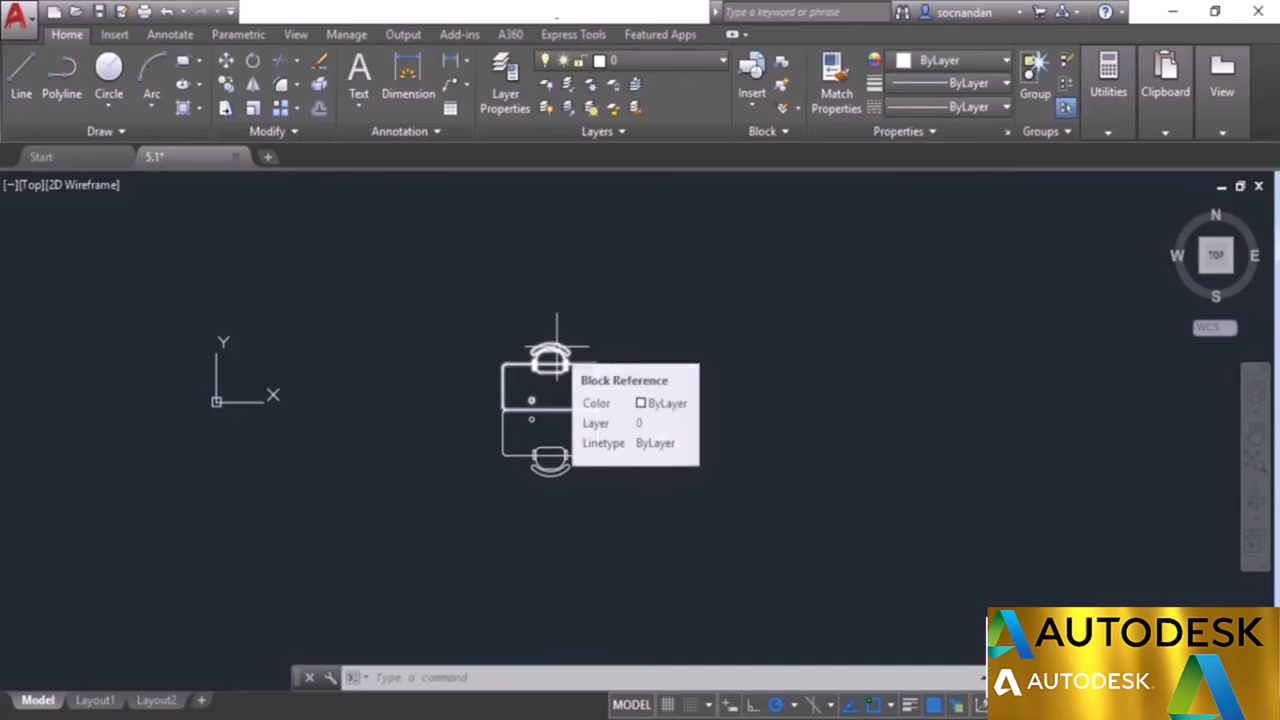 Type a keyword or phrase
socnandan
Home Insert Annotate Parametric View Manage Output Add-ins A360 Express Tools Featured Apps
0
ByLayer
Line Polyline Circle Arc
Text Dimension
Layer Properties
Insert
Match Properties
ByLayer
ByLayer
Group
Utilities
Clipboard
View
Draw
Modify
Annotation
Layers
Block
Properties
Groups
Start
5.1*
[−][Top][2D Wireframe]
N
W TOP E
S
WCS
Y
X
Block Reference
Color ByLayer
Layer 0
Linetype ByLayer
Type a command
Model Layout1 Layout2
MODEL
AUTODESK
AUTODESK.